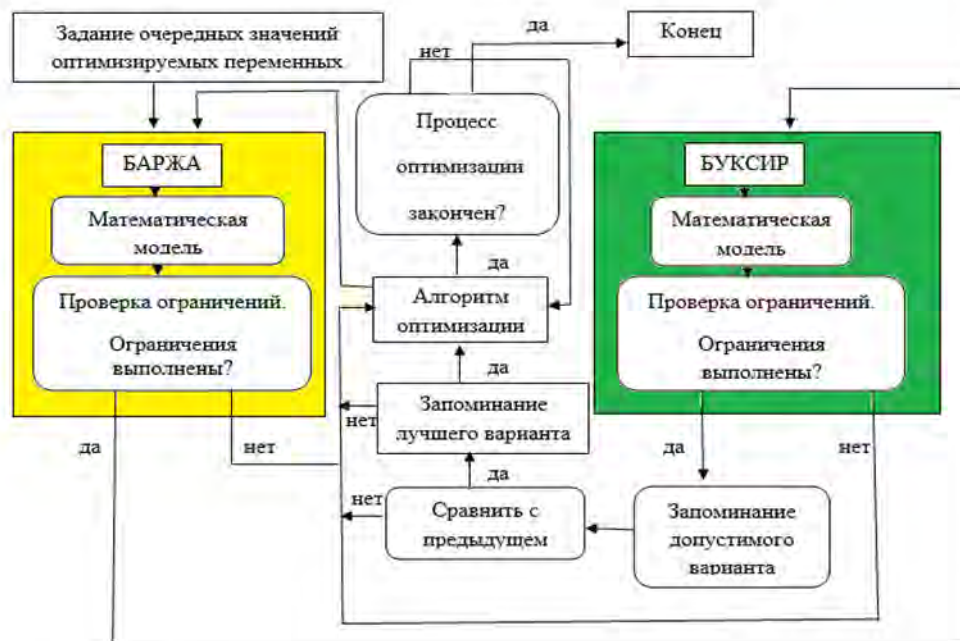 Задание очередных значений
оптимизируемых переменных
да
нет
Конец
Процесс
оптимизации
закончен?
БАРЖА
Математическая
модель
Проверка ограничений.
Ограничения
выполнены?
да
нет
да
Алгоритм
оптимизации
да
Запоминание
лучшего варианта
нет
да
Сравнить с
предыдущем
нет
БУКСИР
Математическая
модель
Проверка ограничений.
Ограничения
выполнены?
да
нет
Запоминание
допустимого
варианта